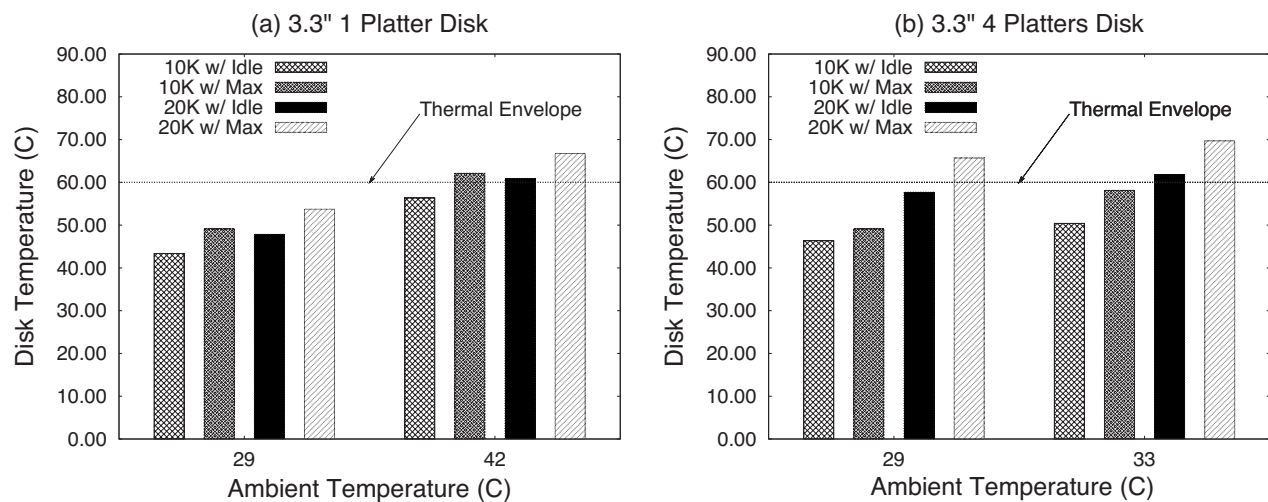 (a) 3.3" 1 Platter Disk
90.00
80.00
70.00
60.00
50.00
40.00
30.00
20.00
10.00
0.00
Disk Temperature (C)
10K w/ Idle
10K w/ Max
20K w/ Idle
20K w/ Max
Thermal Envelope
29
42
Ambient Temperature (C)
(b) 3.3" 4 Platters Disk
90.00
80.00
70.00
60.00
50.00
40.00
30.00
20.00
10.00
0.00
Disk Temperature (C)
10K w/ Idle
10K w/ Max
20K w/ Idle
20K w/ Max
Thermal Envelope
29
33
Ambient Temperature (C)